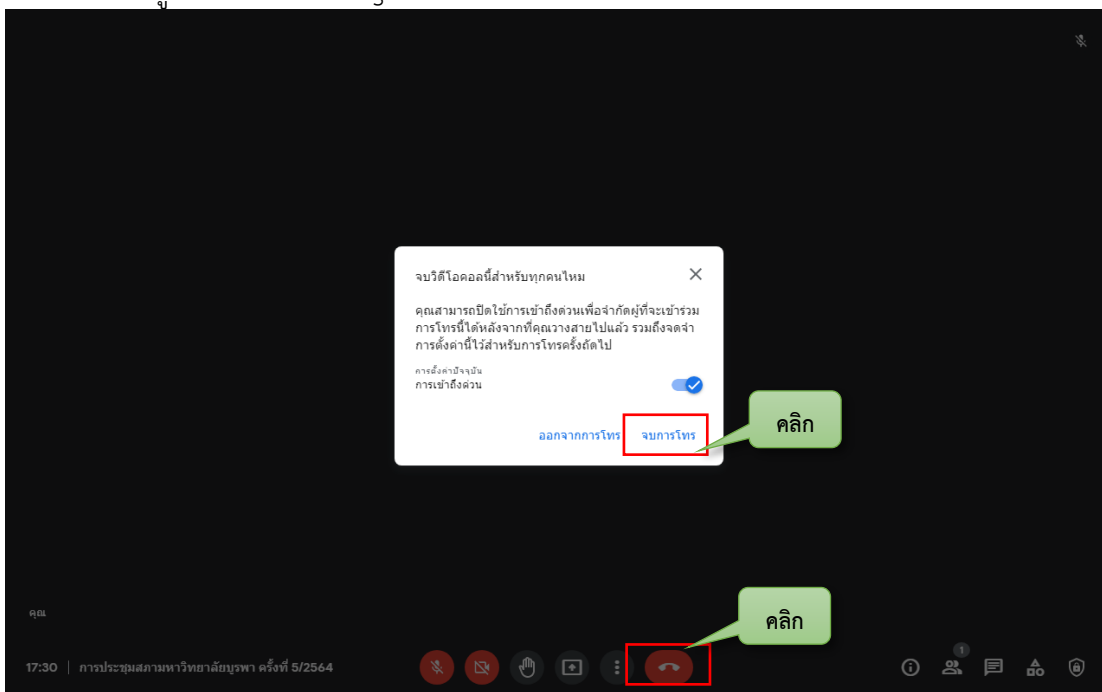 จบวิดีโอคอลนี้สำหรับทุกคนไหม
คุณสามารถปิดใช้การเข้าถึงด่วนเพื่อจำกัดผู้ที่จะเข้าร่วม
การโทรนี้ได้หลังจากที่คุณวางสายไปแล้ว รวมถึงจดจำ
การตั้งค่านี้ไว้สำหรับการโทรครั้งถัดไป
การตั้งค่าปัจจุบัน
การเข้าถึงด่วน
ออกจากการโทร จบการโทร
คลิก
คุณ
คลิก
17:30 | การประชุมสภามหาวิทยาลัยบูรพา ครั้งที่ 5/2564
1